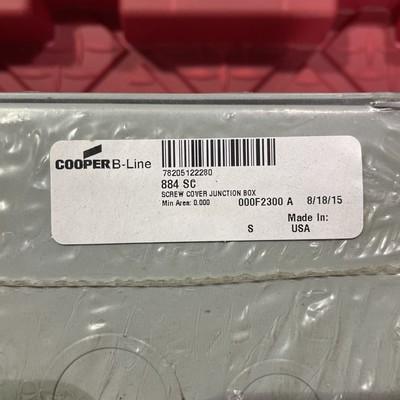 COOPER B-Line
78205122280
884 SC
SCREW COVER JUNCTION BOX
Min Area: 0.000 000F2300 A 8/18/15
Made In:
S USA